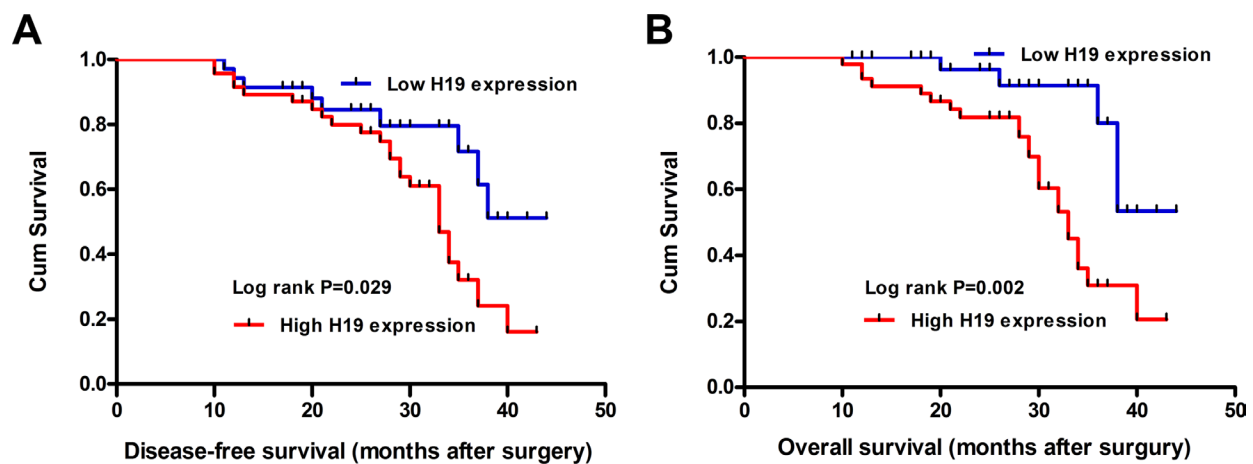 A
Cum Survival
1.0
0.8
0.6
0.4
0.2
0.0
0
10
20
30
40
50
Low H19 expression
Log rank P=0.029
High H19 expression
Disease-free survival (months after surgery)
B
Cum Survival
1.0
0.8
0.6
0.4
0.2
0.0
0
10
20
30
40
50
Low H19 expression
Log rank P=0.002
High H19 expression
Overall survival (months after surgury)